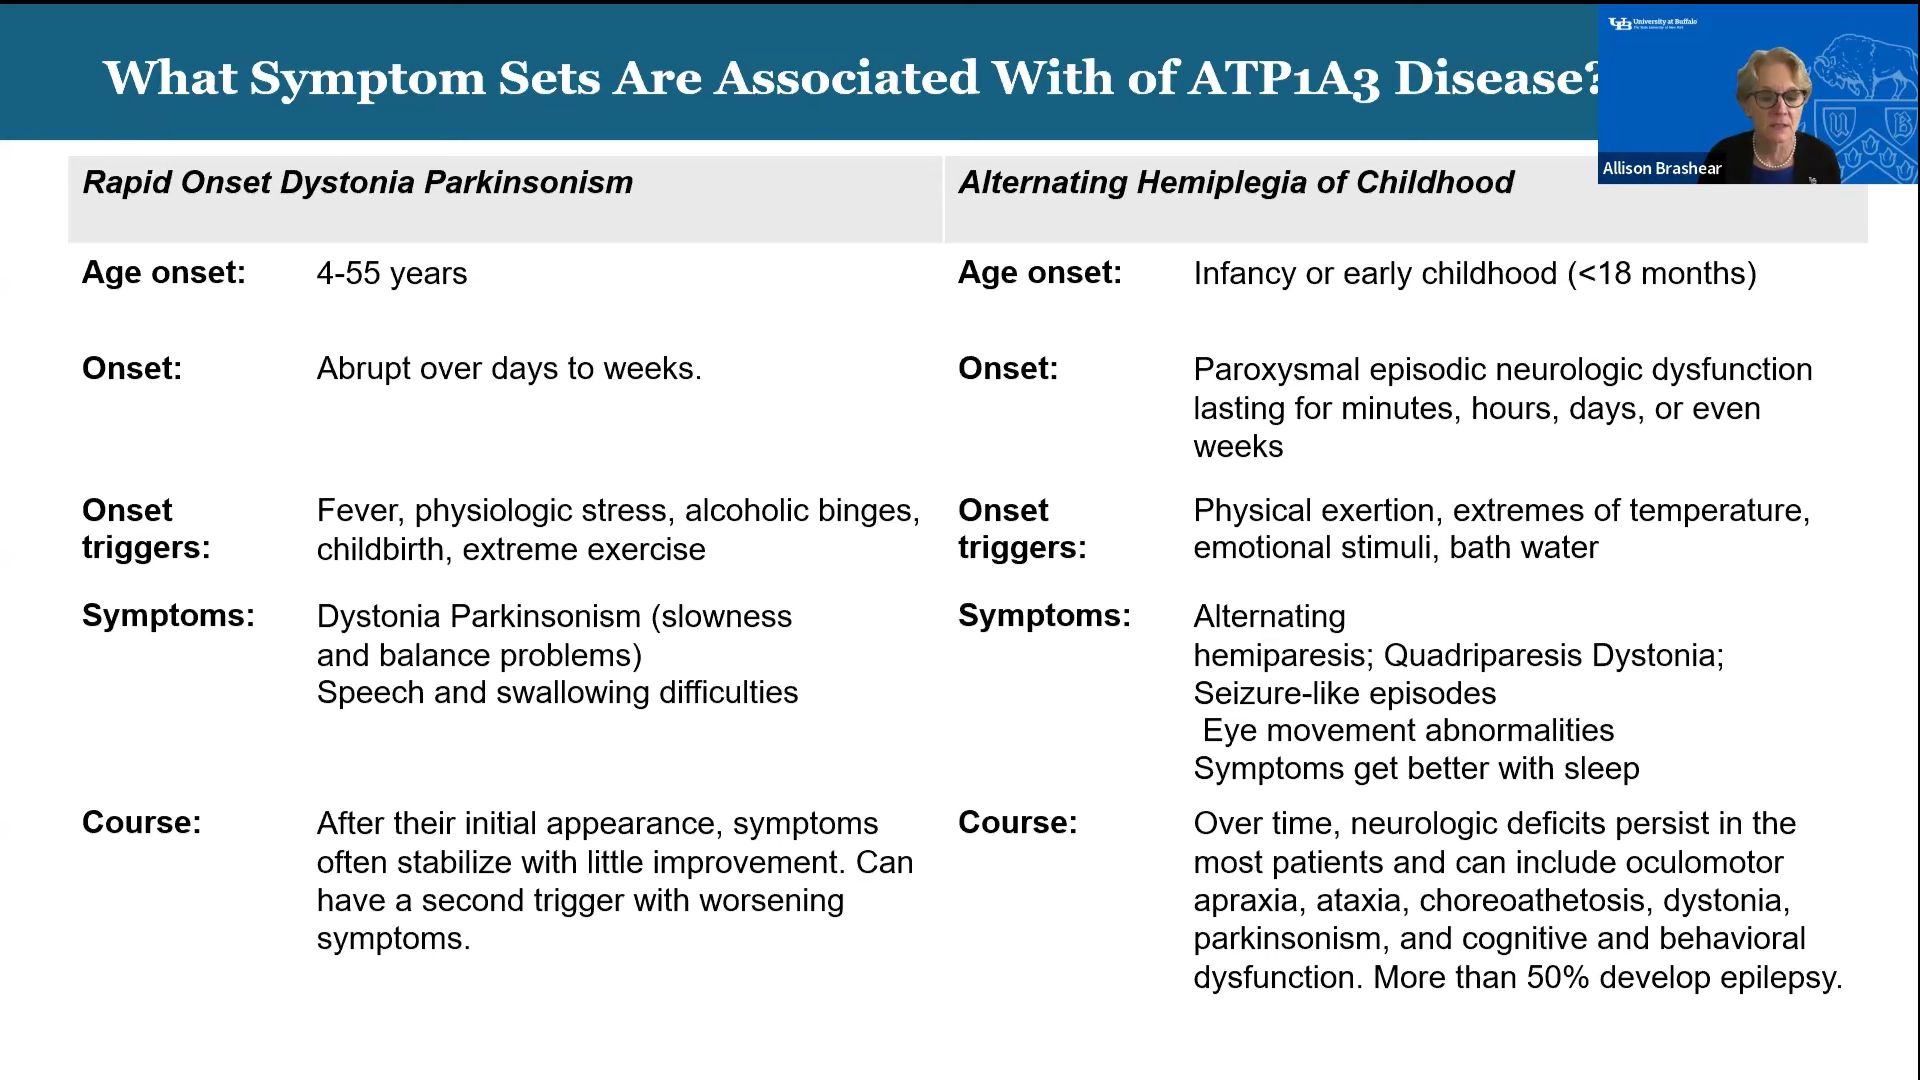 What Symptom Sets Are Associated With of ATP1A3 Disease?
University at Buffalo
UB
Allison Brashear
Rapid Onset Dystonia Parkinsonism
Age onset: 4-55 years
Onset: Abrupt over days to weeks.
Onset triggers: Fever, physiologic stress, alcoholic binges,
childbirth, extreme exercise
Symptoms: Dystonia Parkinsonism (slowness
and balance problems)
Speech and swallowing difficulties
Course: After their initial appearance, symptoms
often stabilize with little improvement. Can
have a second trigger with worsening
symptoms.
Alternating Hemiplegia of Childhood
Age onset: Infancy or early childhood (<18 months)
Onset: Paroxysmal episodic neurologic dysfunction
lasting for minutes, hours, days, or even
weeks
Onset triggers: Physical exertion, extremes of temperature,
emotional stimuli, bath water
Symptoms: Alternating
hemiparesis; Quadriparesis Dystonia;
Seizure-like episodes
Eye movement abnormalities
Symptoms get better with sleep
Course: Over time, neurologic deficits persist in the
most patients and can include oculomotor
apraxia, ataxia, choreoathetosis, dystonia,
parkinsonism, and cognitive and behavioral
dysfunction. More than 50% develop epilepsy.